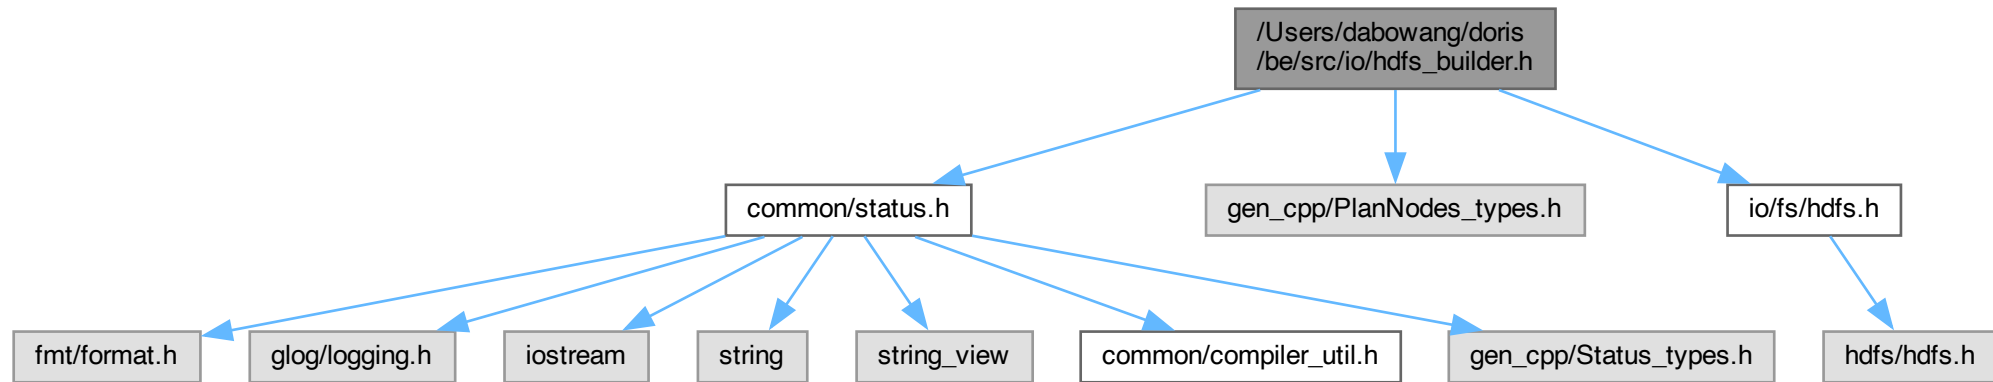 /Users/dabowang/doris
/be/src/io/hdfs_builder.h
common/status.h
gen_cpp/PlanNodes_types.h
io/fs/hdfs.h
fmt/format.h
glog/logging.h
iostream
string
string_view
common/compiler_util.h
gen_cpp/Status_types.h
hdfs/hdfs.h